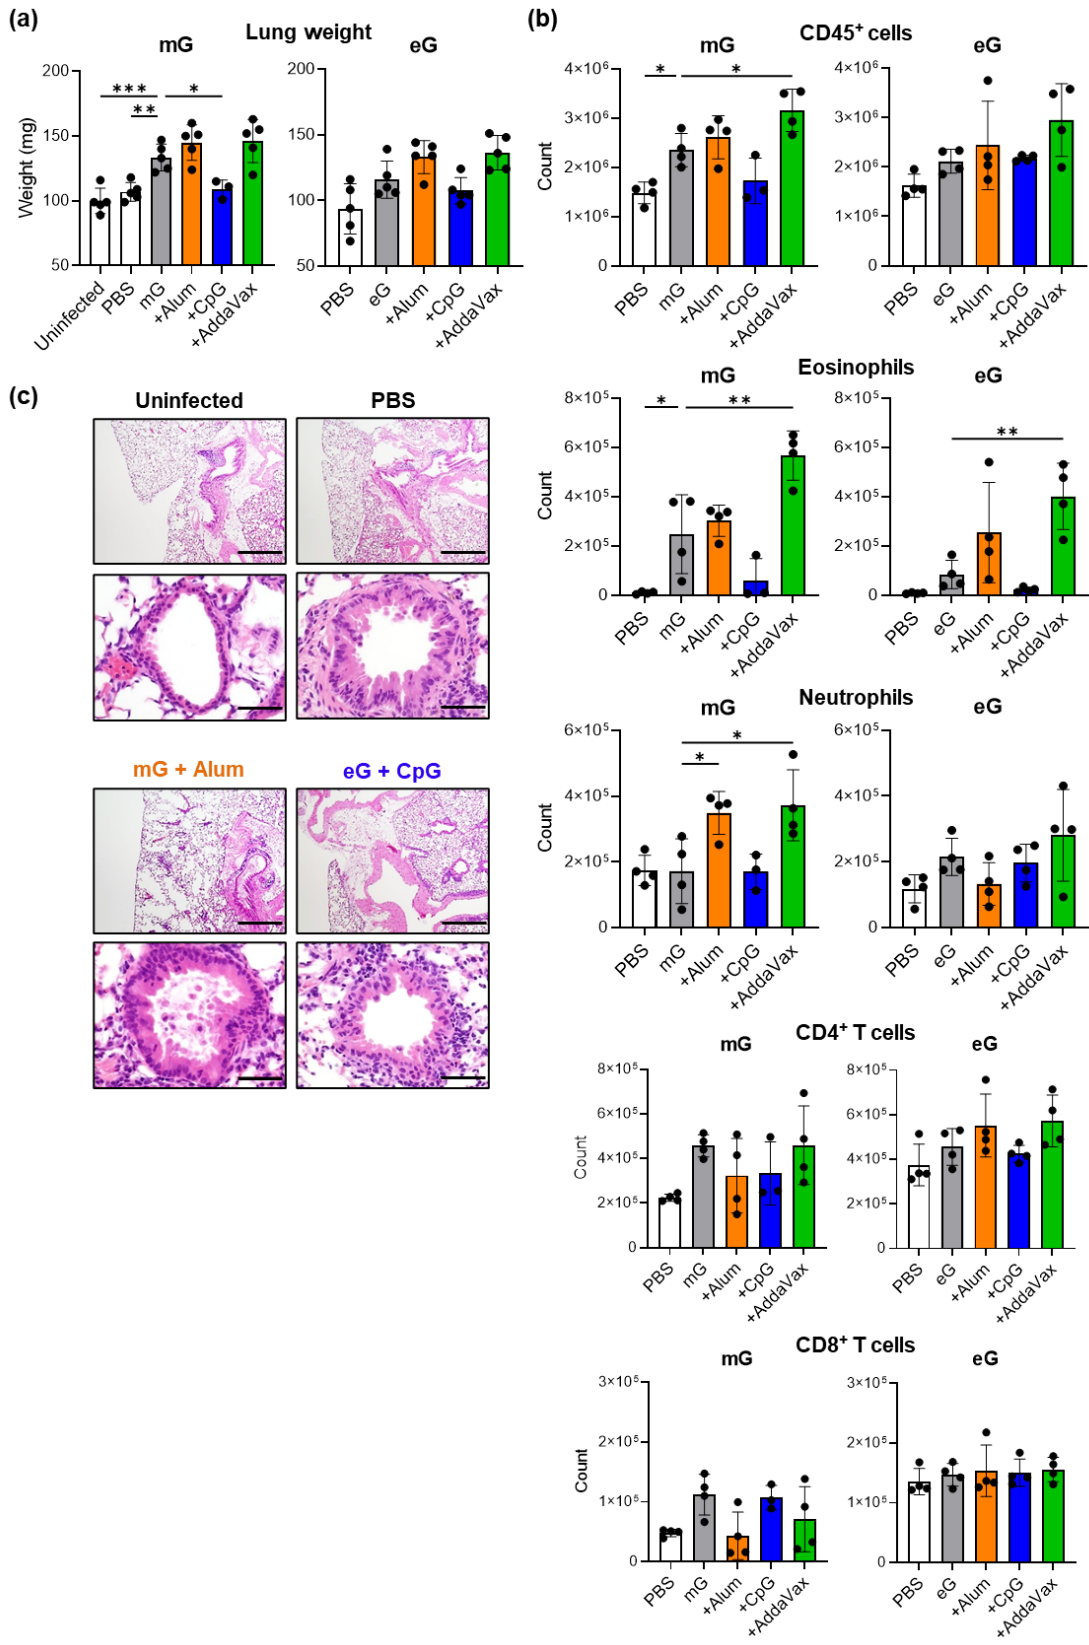 (a)
Lung weight
mG
eG
Weight (mg)
200
150
100
50
Uninfected
PBS
mG
+Alum
+CpG
+AddaVax
***
**
*
200
150
100
50
PBS
eG
+Alum
+CpG
+AddaVax
(b)
CD45⁺ cells
mG
eG
Count
4×10⁶
3×10⁶
2×10⁶
1×10⁶
0
PBS
mG
+Alum
+CpG
+AddaVax
*
*
4×10⁶
3×10⁶
2×10⁶
1×10⁶
0
PBS
eG
+Alum
+CpG
+AddaVax
Eosinophils
mG
eG
Count
8×10⁵
6×10⁵
4×10⁵
2×10⁵
0
PBS
mG
+Alum
+CpG
+AddaVax
*
**
8×10⁵
6×10⁵
4×10⁵
2×10⁵
0
PBS
eG
+Alum
+CpG
+AddaVax
**
Neutrophils
mG
eG
Count
6×10⁵
4×10⁵
2×10⁵
0
PBS
mG
+Alum
+CpG
+AddaVax
*
*
6×10⁵
4×10⁵
2×10⁵
0
PBS
eG
+Alum
+CpG
+AddaVax
CD4⁺ T cells
mG
eG
Count
8×10⁵
6×10⁵
4×10⁵
2×10⁵
0
PBS
mG
+Alum
+CpG
+AddaVax
8×10⁵
6×10⁵
4×10⁵
2×10⁵
0
PBS
eG
+Alum
+CpG
+AddaVax
CD8⁺ T cells
mG
eG
Count
3×10⁵
2×10⁵
1×10⁵
0
PBS
mG
+Alum
+CpG
+AddaVax
3×10⁵
2×10⁵
1×10⁵
0
PBS
eG
+Alum
+CpG
+AddaVax
(c)
Uninfected
PBS
mG + Alum
eG + CpG